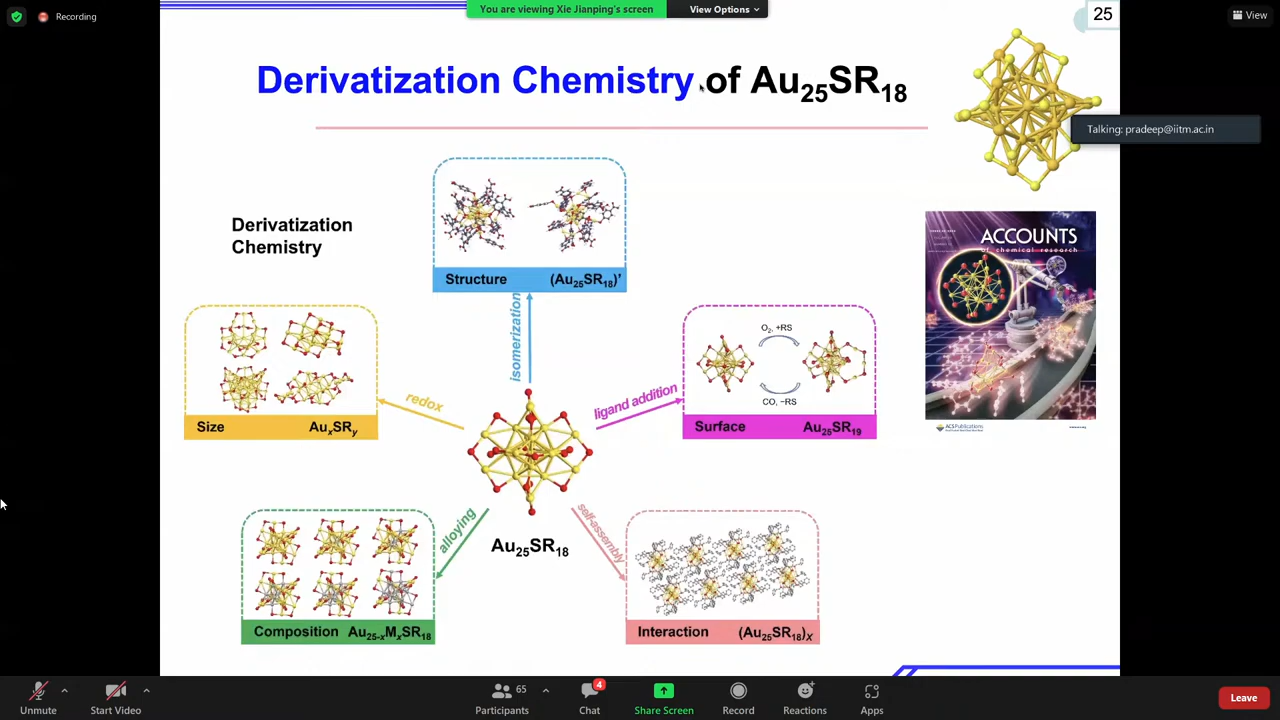 Recording
You are viewing Xie Jianping's screen
View Options
25
View
Derivatization Chemistry of Au25SR18
Talking: pradeep@iitm.ac.in
Derivatization
Chemistry
Structure (Au25SR18)'
isomerization
ACCOUNTS
of chemical research
ACS Publications
O2, +RS
CO, −RS
redox
ligand addition
Size AuxSRy
Surface Au25SR19
alloying
self-assembly
Au25SR18
Composition Au25-xMxSR18
Interaction (Au25SR18)X
65
4
Unmute
Start Video
Participants
Chat
Share Screen
Record
Reactions
Apps
Leave